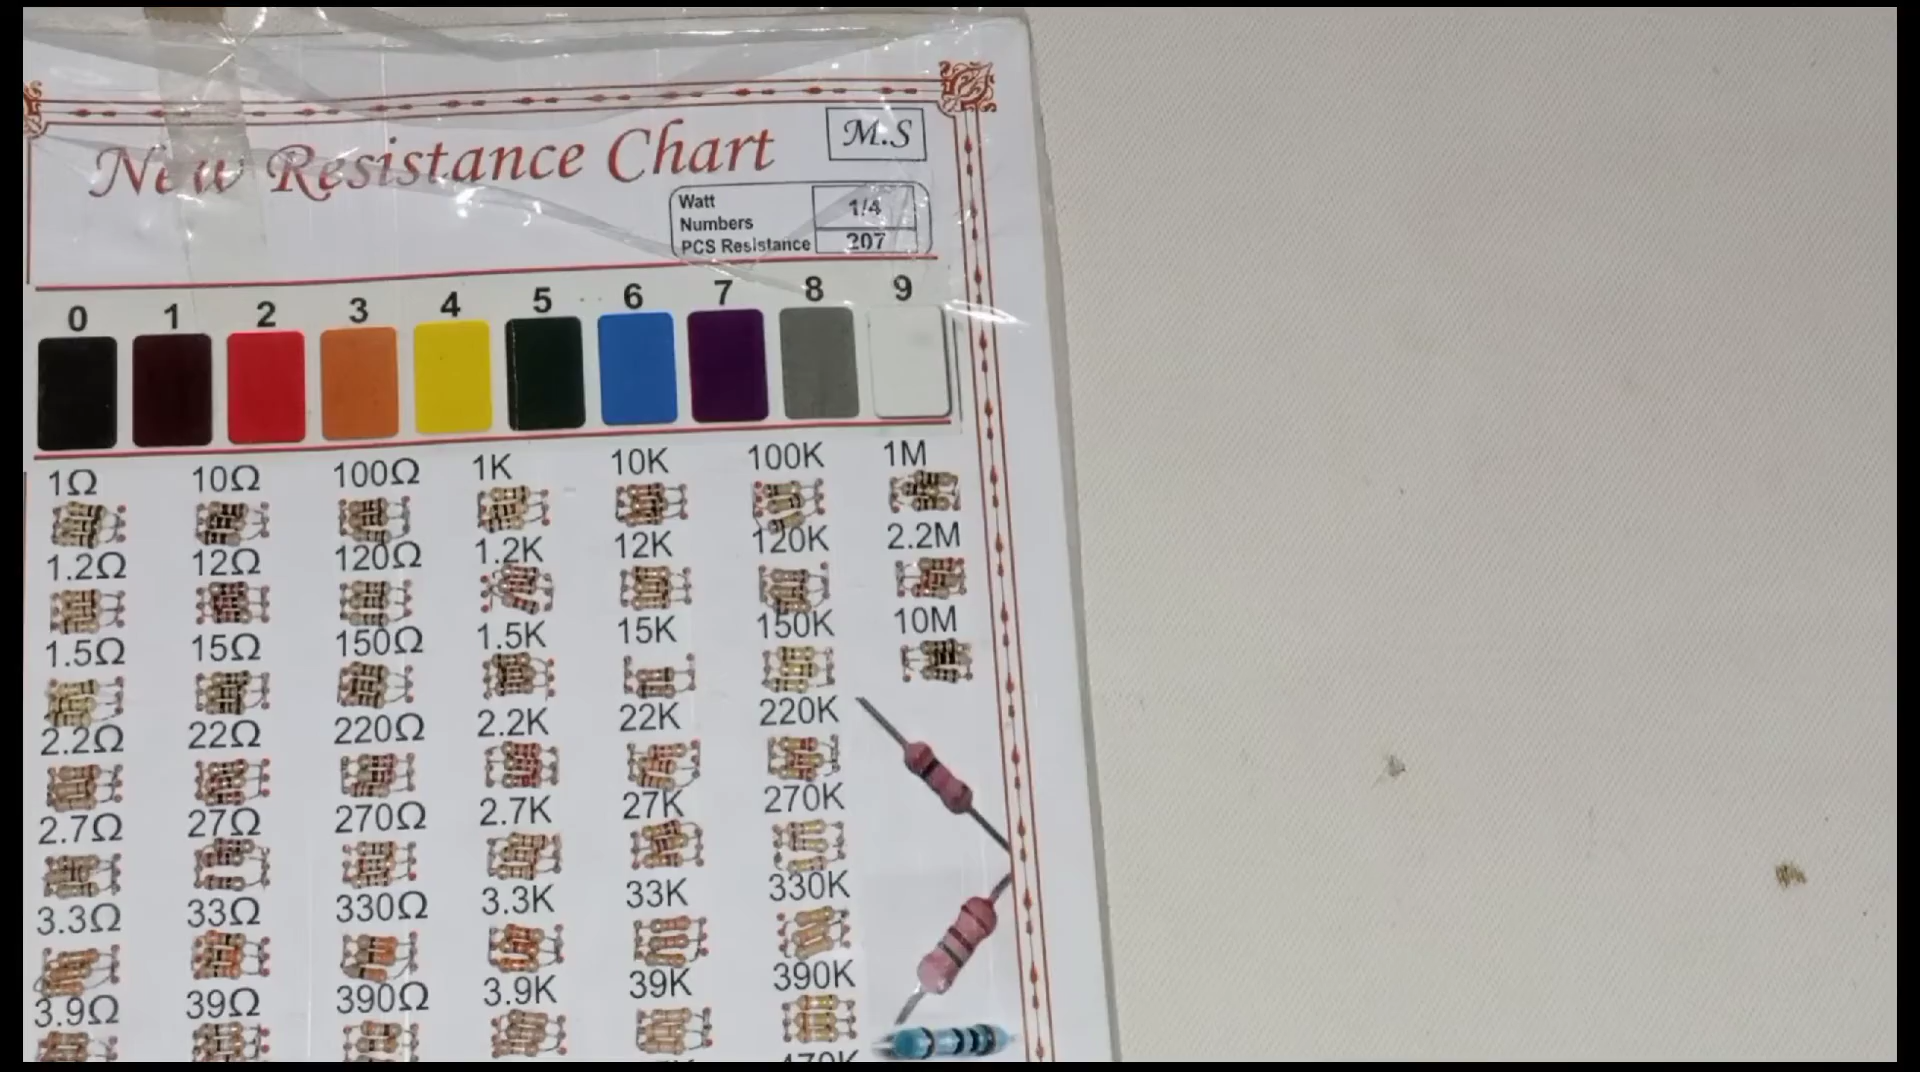 New Resistance Chart
M.S
Watt 1/4
Numbers
PCS Resistance 207
0 1 2 3 4 5 6 7 8 9
1Ω 10Ω 100Ω 1K 10K 100K 1M
1.2Ω 12Ω 120Ω 1.2K 12K 120K 2.2M
1.5Ω 15Ω 150Ω 1.5K 15K 150K 10M
2.2Ω 22Ω 220Ω 2.2K 22K 220K
2.7Ω 27Ω 270Ω 2.7K 27K 270K
3.3Ω 33Ω 330Ω 3.3K 33K 330K
3.9Ω 39Ω 390Ω 3.9K 39K 390K
470K